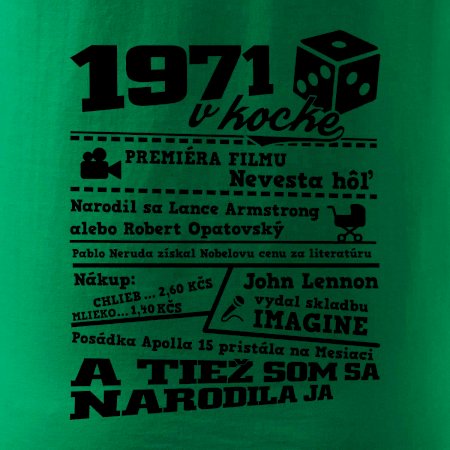 1971
v kocke
PREMIÉRA FILMU
Nevesta hôľ
Narodil sa Lance Armstrong
alebo Robert Opatovský
Pablo Neruda získal Nobelovu cenu za literatúru
Nákup:
CHLIEB ... 2,60 KČS
MLIEKO... 1,40 KČS
John Lennon
vydal skladbu
IMAGINE
Posádka Apolla 15 pristála na Mesiaci
A TIEŽ SOM SA
NARODILA JA